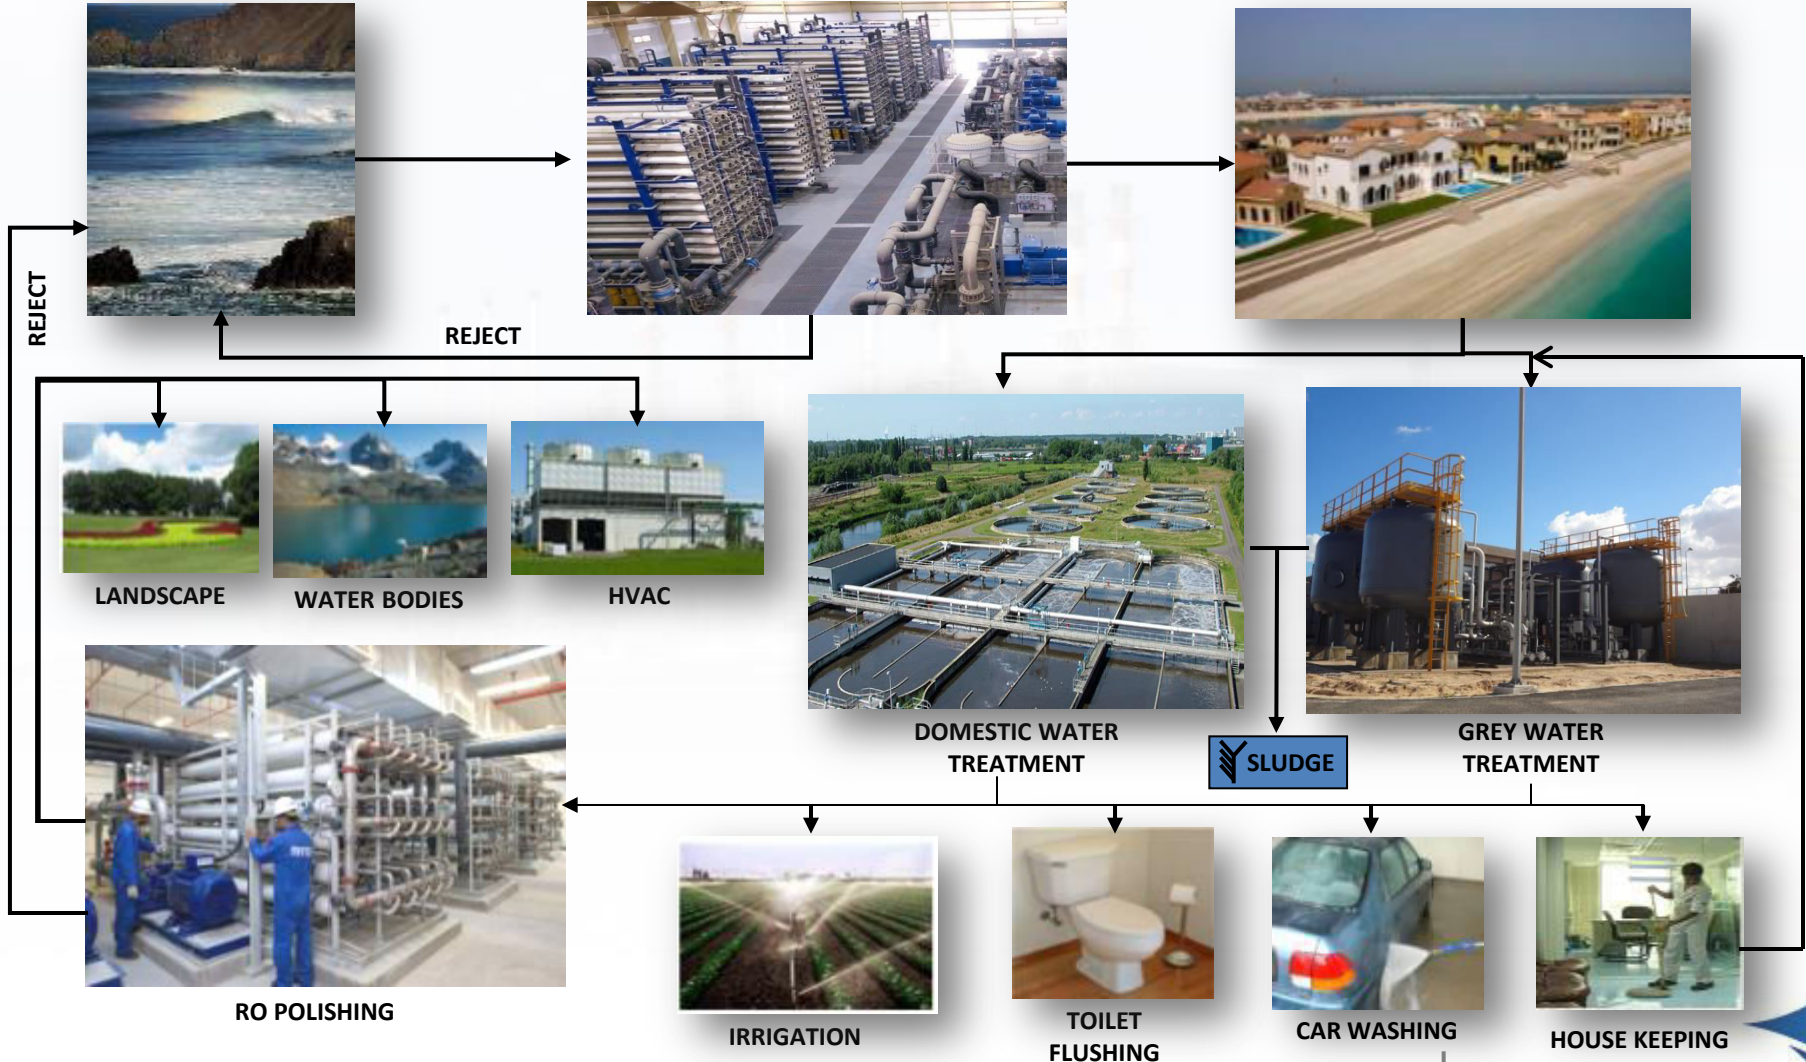 REJECT
REJECT
LANDSCAPE
WATER BODIES
HVAC
DOMESTIC WATER
TREATMENT
GREY WATER
TREATMENT
SLUDGE
RO POLISHING
IRRIGATION
TOILET
FLUSHING
CAR WASHING
HOUSE KEEPING